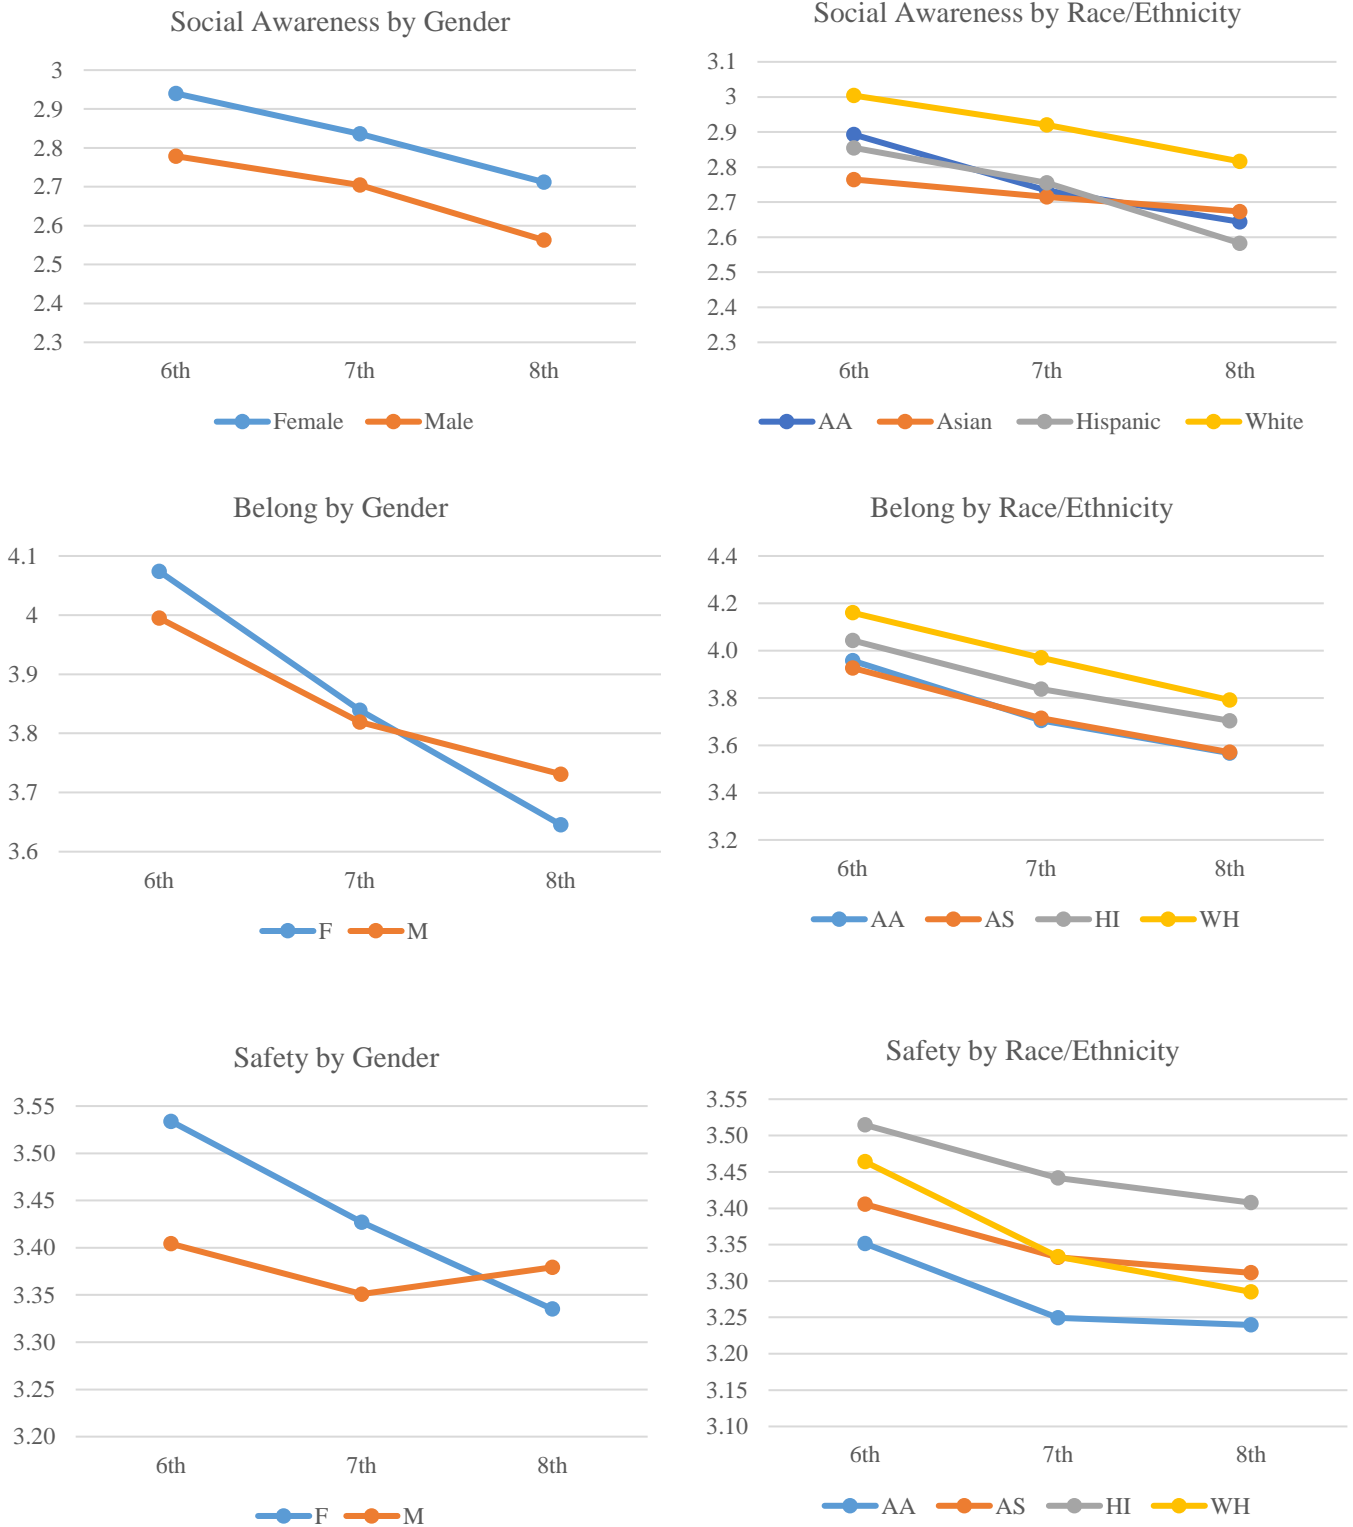 Social Awareness by Gender
3
2.9
2.8
2.7
2.6
2.5
2.4
2.3
6th 7th 8th
Female Male
Social Awareness by Race/Ethnicity
3.1
3
2.9
2.8
2.7
2.6
2.5
2.4
2.3
6th 7th 8th
AA Asian Hispanic White
Belong by Gender
4.1
4
3.9
3.8
3.7
3.6
6th 7th 8th
F M
Belong by Race/Ethnicity
4.4
4.2
4.0
3.8
3.6
3.4
3.2
6th 7th 8th
AA AS HI WH
Safety by Gender
3.55
3.50
3.45
3.40
3.35
3.30
3.25
3.20
6th 7th 8th
F M
Safety by Race/Ethnicity
3.55
3.50
3.45
3.40
3.35
3.30
3.25
3.20
3.15
3.10
6th 7th 8th
AA AS HI WH